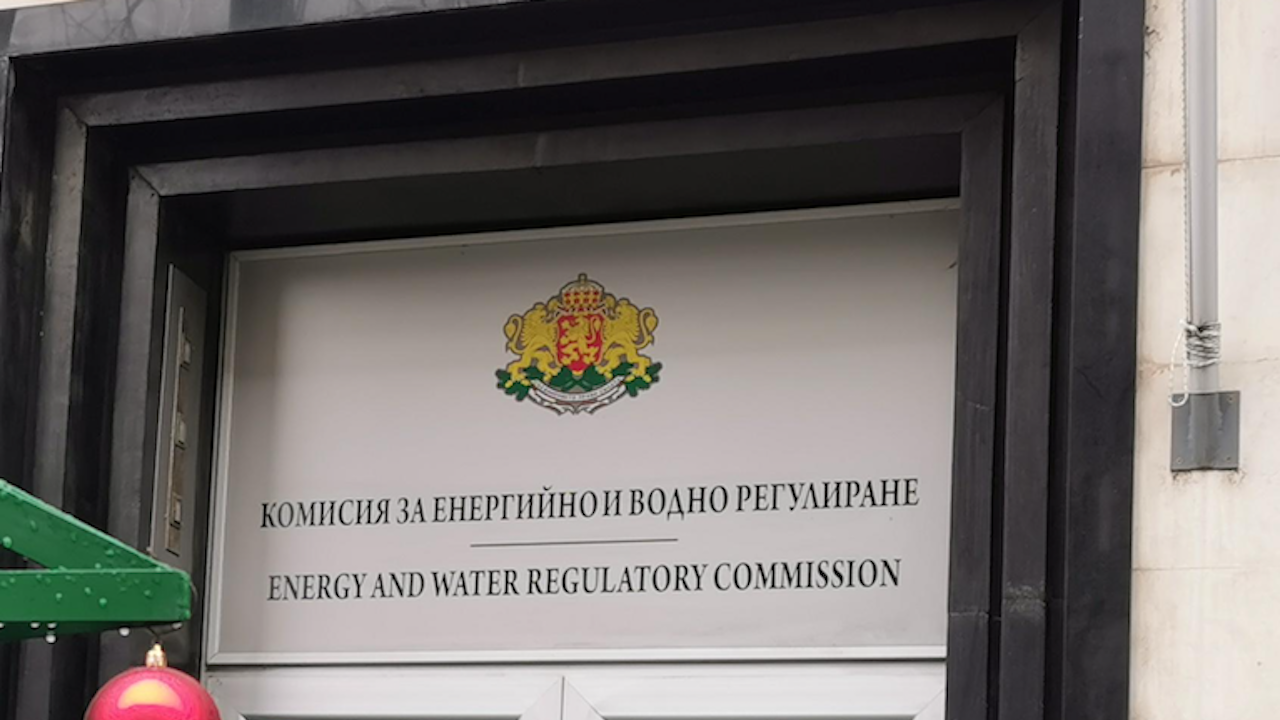 КОМИСИЯ ЗА ЕНЕРГИЙНО И ВОДНО РЕГУЛИРАНЕ
ENERGY AND WATER REGULATORY COMMISSION